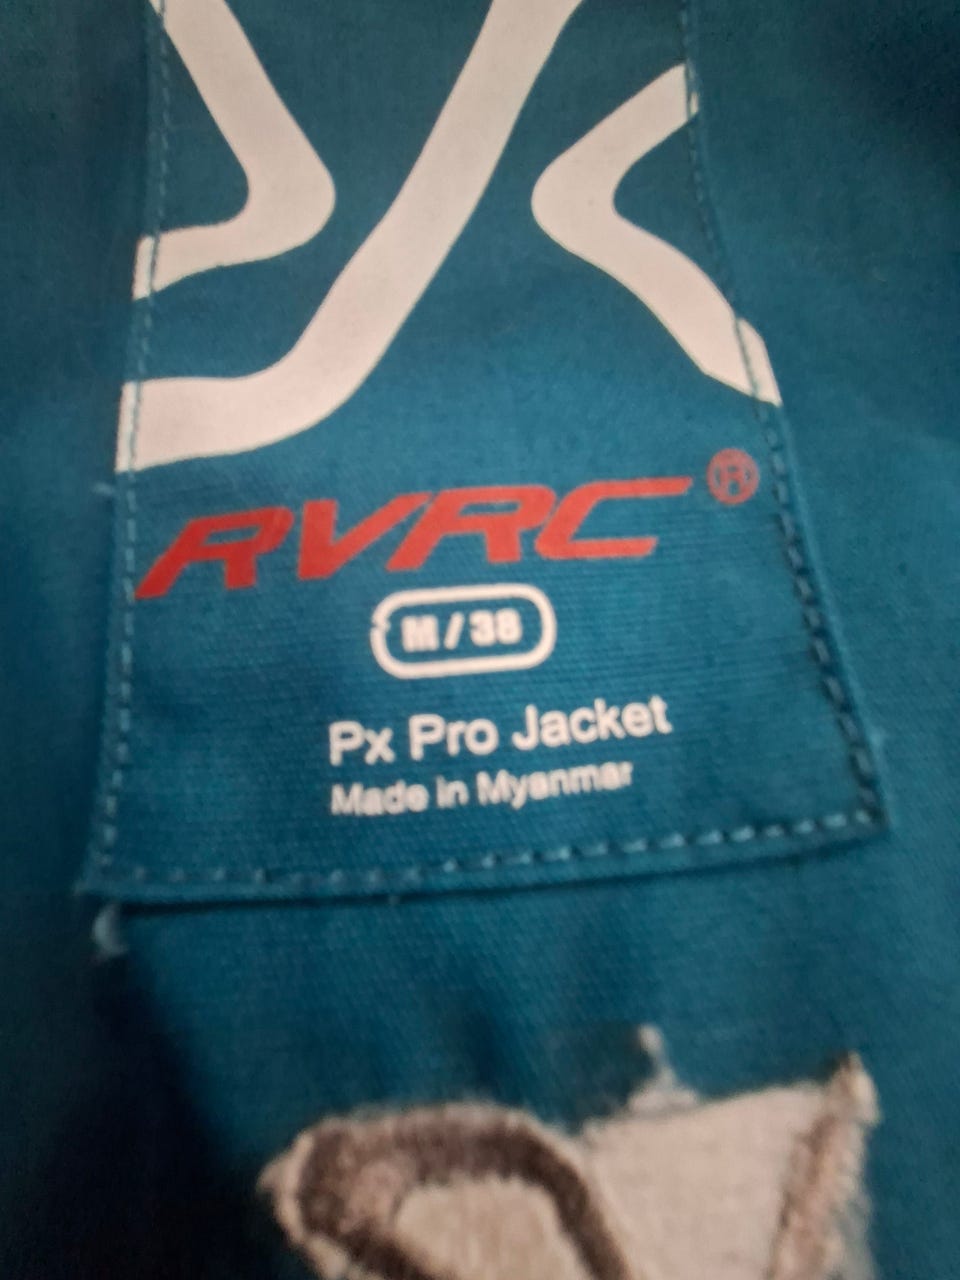 RVRC®
M/38
Px Pro Jacket
Made in Myanmar